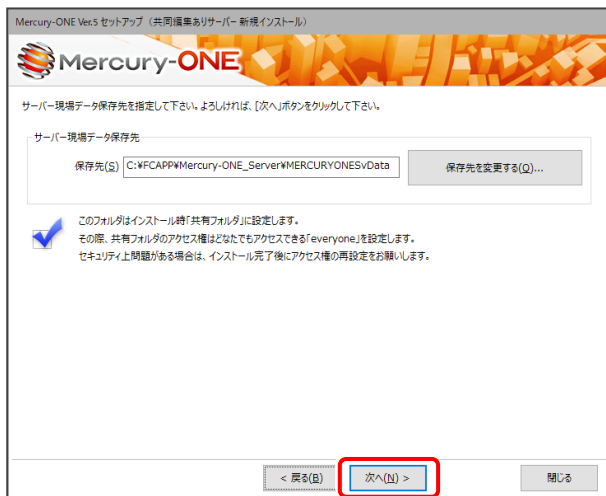 Mercury-ONE Ver.5 セットアップ（共同編集ありサーバー 新規インストール）
Mercury-ONE
サーバー現場データ保存先を指定して下さい。よろしければ、[次へ]ボタンをクリックして下さい。
サーバー現場データ保存先
保存先(S) C:¥FCAPP¥Mercury-ONE_Server¥MERCURYONESvData 保存先を変更する(O)...
このフォルダはインストール時「共有フォルダ」に設定します。
その際、共有フォルダのアクセス権はどなたでもアクセスできる「everyone」を設定します。
セキュリティ上問題がある場合は、インストール完了後にアクセス権の再設定をお願いします。
< 戻る(B) 次へ(N) > 閉じる